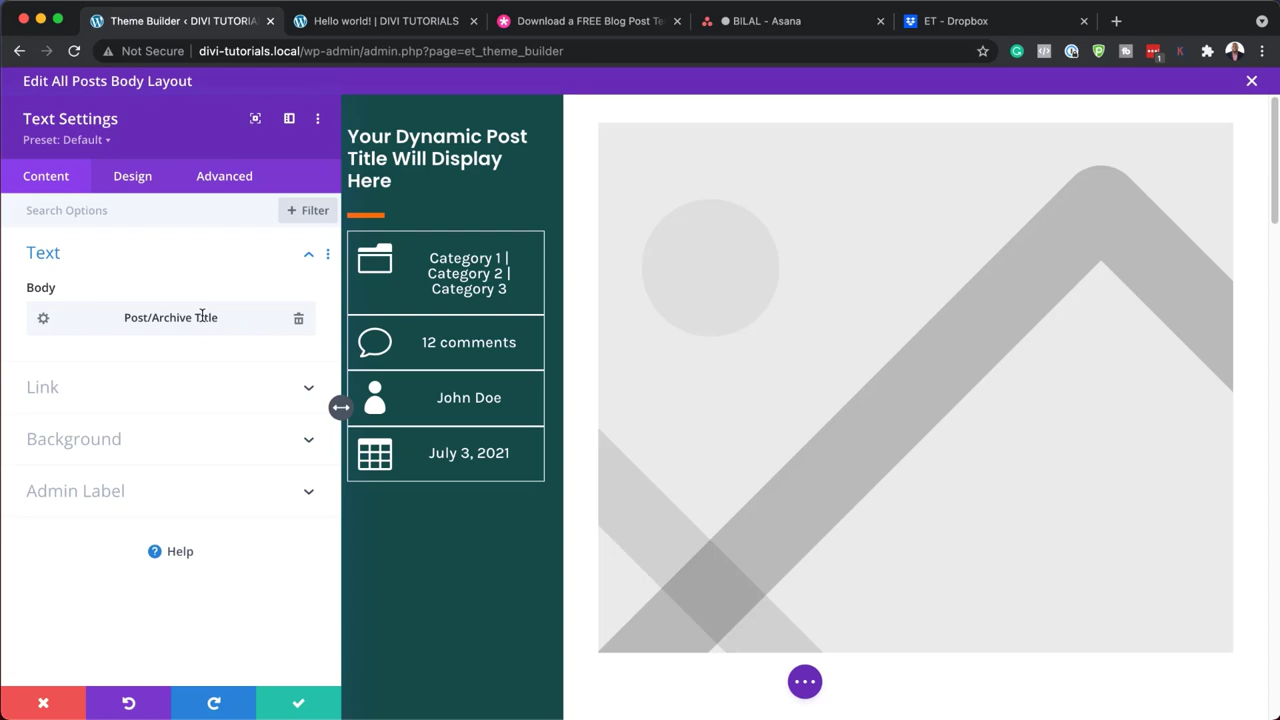 Theme Builder ‹ DIVI TUTORIALS
Hello world! | DIVI TUTORIALS
Download a FREE Blog Post Te
BILAL - Asana
ET - Dropbox
Not Secure
divi-tutorials.local/wp-admin/admin.php?page=et_theme_builder
1
Edit All Posts Body Layout
Text Settings
Preset: Default
Content
Design
Advanced
Search Options
+ Filter
Text
Body
Post/Archive Title
Link
Background
Admin Label
Help
Your Dynamic Post
Title Will Display
Here
Category 1 |
Category 2 |
Category 3
12 comments
John Doe
July 3, 2021